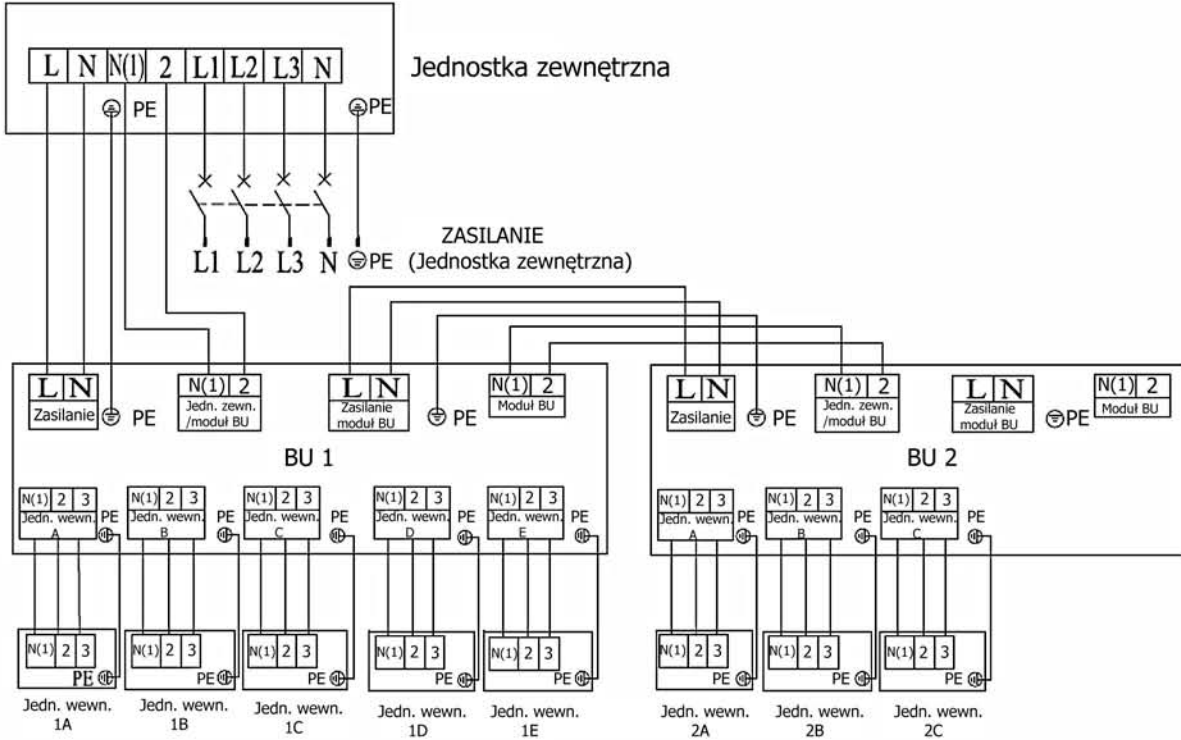 L N N(1) 2 L1 L2 L3 N
Jednostka zewnętrzna
PE PE
ZASILANIE
L1 L2 L3 N PE (Jednostka zewnętrzna)
L N N(1) 2 L N N(1) 2 L N N(1) 2 L N N(1) 2
Zasilanie PE Jedn. zewn. Zasilanie PE Moduł BU Zasilanie PE Jedn. zewn. Zasilanie PE Moduł BU
/moduł BU moduł BU /moduł BU moduł BU
BU 1 BU 2
N(1) 2 3 N(1) 2 3 N(1) 2 3 N(1) 2 3 N(1) 2 3 N(1) 2 3 N(1) 2 3 N(1) 2 3
Jedn. wewn. PE Jedn. wewn. PE Jedn. wewn. PE Jedn. wewn. PE Jedn. wewn. PE Jedn. wewn. PE Jedn. wewn. PE Jedn. wewn. PE
A B C D E A B C
N(1) 2 3 N(1) 2 3 N(1) 2 3 N(1) 2 3 N(1) 2 3 N(1) 2 3 N(1) 2 3 N(1) 2 3
PE PE PE PE PE PE PE PE
Jedn. wewn. Jedn. wewn. Jedn. wewn. Jedn. wewn. Jedn. wewn. Jedn. wewn. Jedn. wewn. Jedn. wewn.
1A 1B 1C 1D 1E 2A 2B 2C